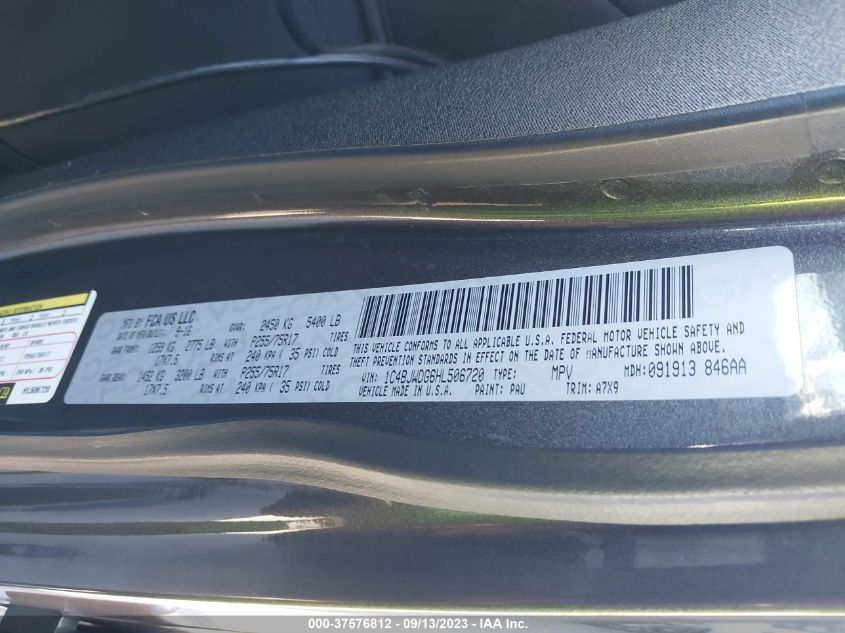 MFD BY FCA US LLC
DATE OF MFR 9-16 GVWR: 2450 KG 5400 LB
GAWR FRONT: 1259 KG 2775 LB WITH P255/75R17 TIRES
17X7.5 RIMS AT 240 KPA ( 35 PSI) COLD
GAWR REAR: 1452 KG 3200 LB WITH P255/75R17 TIRES
17X7.5 RIMS AT 240 KPA ( 35 PSI) COLD
THIS VEHICLE CONFORMS TO ALL APPLICABLE U.S.A. FEDERAL MOTOR VEHICLE SAFETY AND
THEFT PREVENTION STANDARDS IN EFFECT ON THE DATE OF MANUFACTURE SHOWN ABOVE.
VIN: 1C4BJWDG6HL506720 TYPE: MPV MDH:091913 846AA
VEHICLE MADE IN U.S.A. PAINT: PAU TRIM: A7X9
HL506720
000-37576812 - 09/13/2023 - IAA Inc.